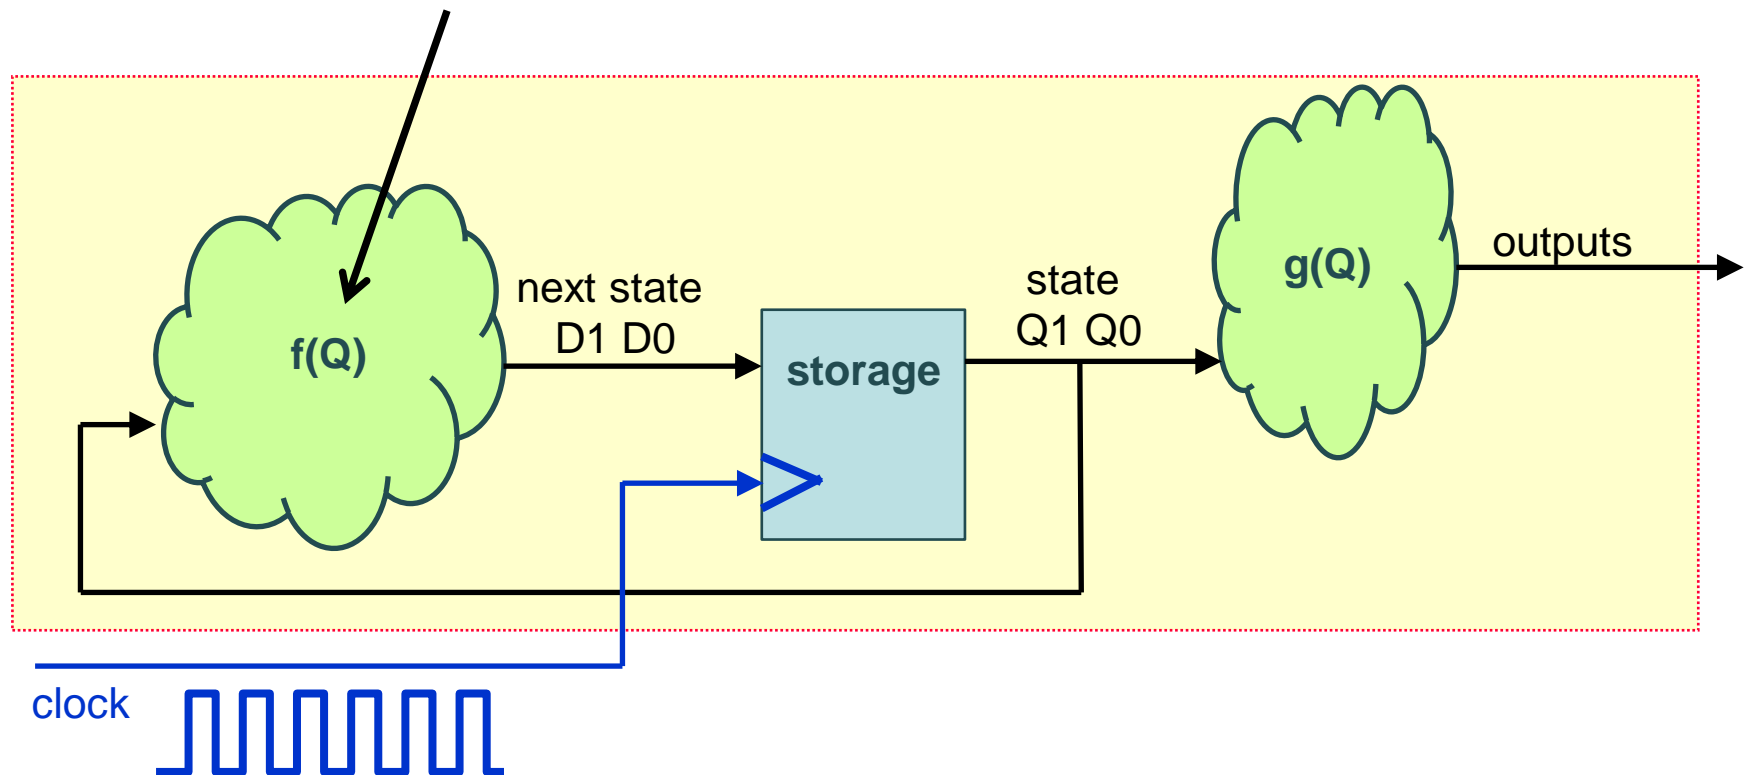 f(Q)
next state
D1 D0
storage
state
Q1 Q0
g(Q)
outputs
clock